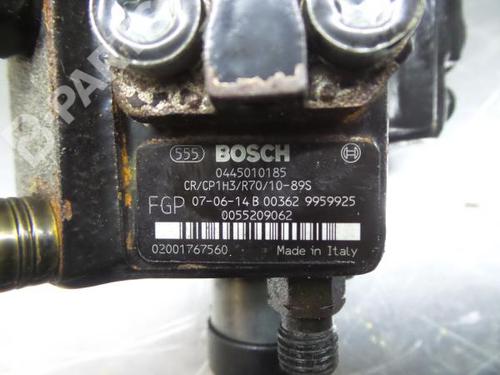 555 BOSCH
0445010185
CR/CP1H3/R70/10-89S
FGP 07-06-14 B 00362 9959925
0055209062
02001767560 Made in Italy